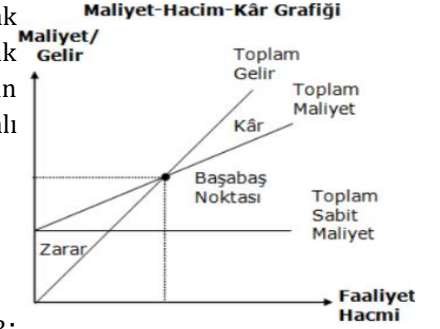 Maliyet-Hacim-Kâr Grafiği
Maliyet/
Gelir
Toplam
Gelir
Toplam
Maliyet
Kâr
Başabaş
Noktası
Toplam
Sabit
Maliyet
Zarar
Faaliyet
Hacmi